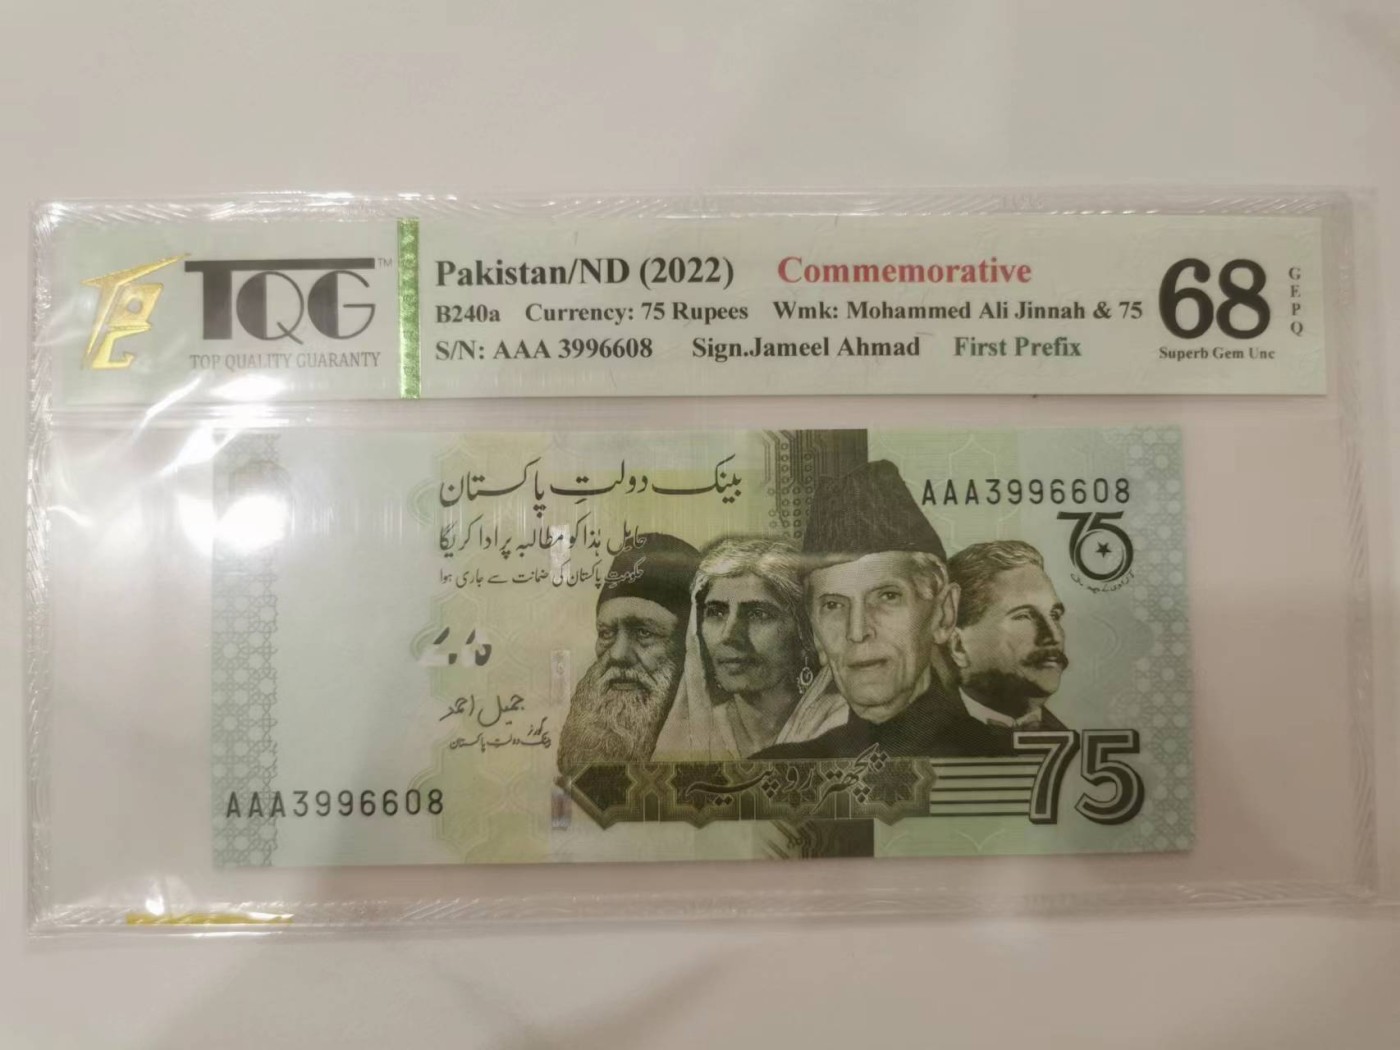 TQG™
TOP QUALITY GUARANTY
Pakistan/ND (2022) Commemorative
B240a Currency: 75 Rupees Wmk: Mohammed Ali Jinnah & 75
S/N: AAA 3996608 Sign.Jameel Ahmad First Prefix
68
GEPQ
Superb Gem Unc
بینک دولتِ پاکستان
AAA3996608
حاملِ ہٰذا کو مطالبہ پر ادا کریگا
75
حکومتِ پاکستان کی ضمانت سے جاری ہوا
جمیل احمد
گورنر
بینک دولت پاکستان
پچھتر روپیہ
75
AAA3996608